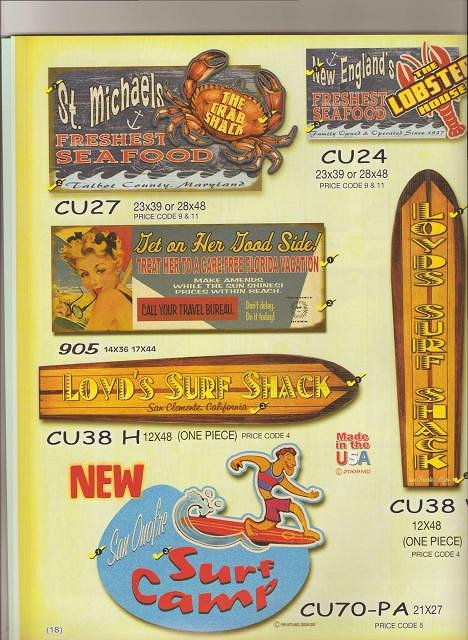 St. Michaels
THE
CRAB
SHACK
FRESHEST
SEAFOOD
Talbot County, Maryland
CU27
23x39 or 28x48
PRICE CODE 9 & 11
New England's
THE
LOBSTER
HOUSE
FRESHEST
SEAFOOD
Family Owned & Operated Since 1937
CU24
23x39 or 28x48
PRICE CODE 9 & 11
Get on Her Good Side!
TREAT HER TO A CARE-FREE FLORIDA VACATION
MAKE AMENDS
WHILE THE SUN SHINES!
PRICES WITHIN REACH.
CALL YOUR TRAVEL BUREAU.
Don't delay.
Do it today!
905 14X36 17X44
LOYD'S SURF SHACK
San Clemente, California
CU38 H 12X48 (ONE PIECE) PRICE CODE 4
LOYD'S SURF SHACK
CU38
12X48
(ONE PIECE)
PRICE CODE 4
Made
in the
USA
NEW
San Onofre
Surf
Camp
CU70-PA 21X27
PRICE CODE 5
(18)